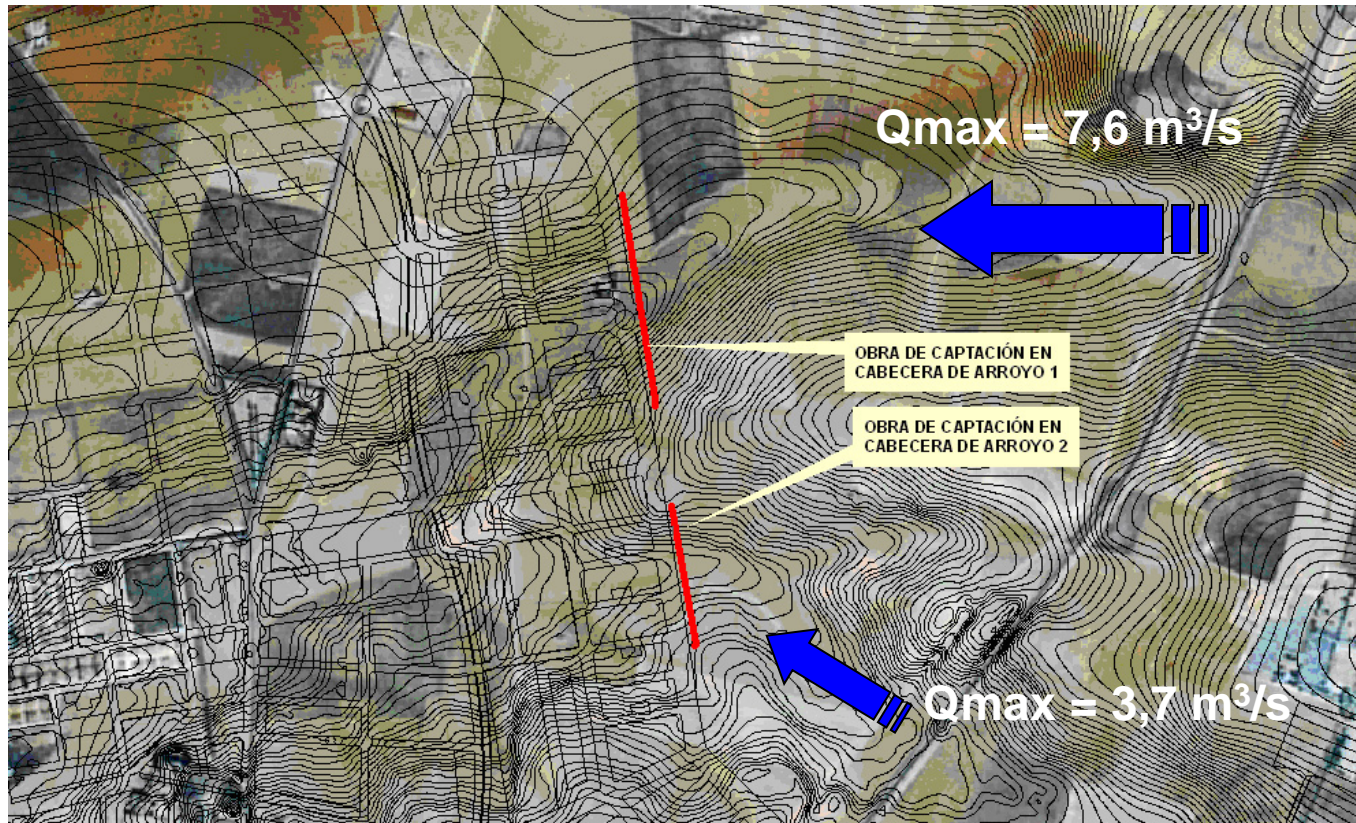 Qmax = 7,6 m³/s
OBRA DE CAPTACIÓN EN
CABECERA DE ARROYO 1
OBRA DE CAPTACIÓN EN
CABECERA DE ARROYO 2
Qmax = 3,7 m³/s